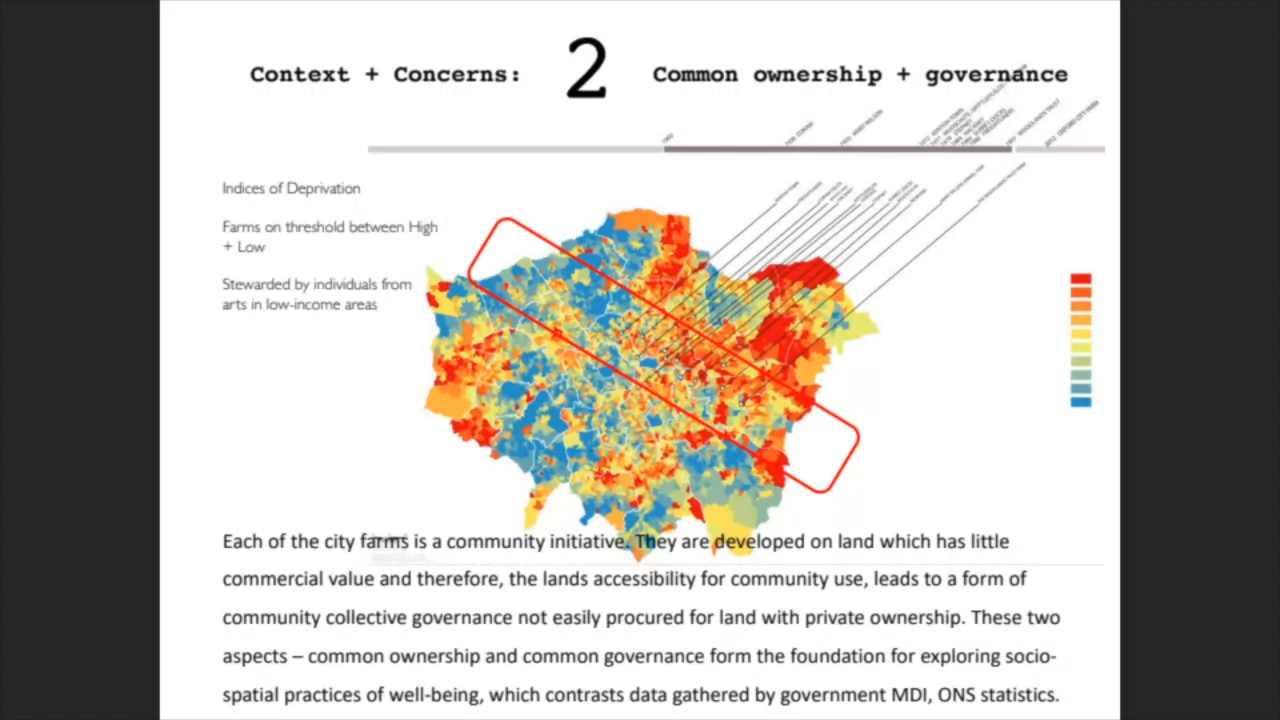 Context + Concerns: 2 Common ownership + governance
Indices of Deprivation
Farms on threshold between High
+ Low
Stewarded by individuals from
arts in low-income areas
Each of the city farms is a community initiative. They are developed on land which has little
commercial value and therefore, the lands accessibility for community use, leads to a form of
community collective governance not easily procured for land with private ownership. These two
aspects – common ownership and common governance form the foundation for exploring socio-
spatial practices of well-being, which contrasts data gathered by government MDI, ONS statistics.